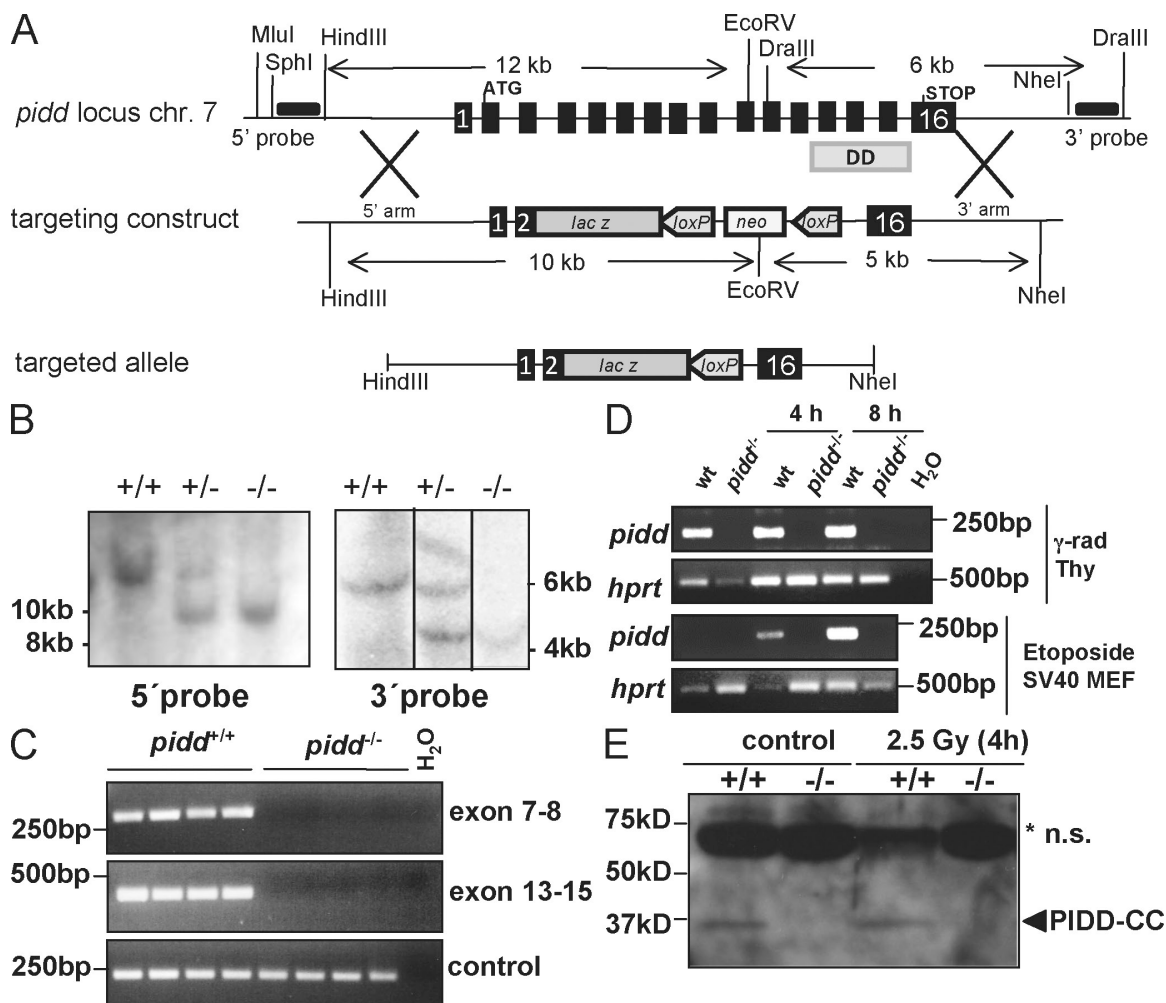 A
MluI
SphI
HindIII
EcoRV
DraIII
DraIII
NheI
12 kb
6 kb
ATG
STOP
pidd locus chr. 7
1
16
5' probe
3' probe
DD
targeting construct
5' arm
3' arm
1
2
lac z
loxP
neo
loxP
16
10 kb
5 kb
HindIII
EcoRV
NheI
targeted allele
1
2
lac z
loxP
16
HindIII
NheI
B
+/+ +/- -/-
+/+ +/- -/-
10kb
8kb
6kb
4kb
5´probe
3´probe
C
pidd+/+
pidd-/-
H2O
250bp
exon 7-8
500bp
exon 13-15
250bp
control
D
4 h
8 h
wt
pidd-/-
wt
pidd-/-
wt
pidd-/-
H2O
pidd
250bp
hprt
500bp
γ-rad
Thy
pidd
250bp
hprt
500bp
Etoposide
SV40 MEF
E
control
2.5 Gy (4h)
+/+ -/- +/+ -/-
75kD
* n.s.
50kD
37kD
PIDD-CC